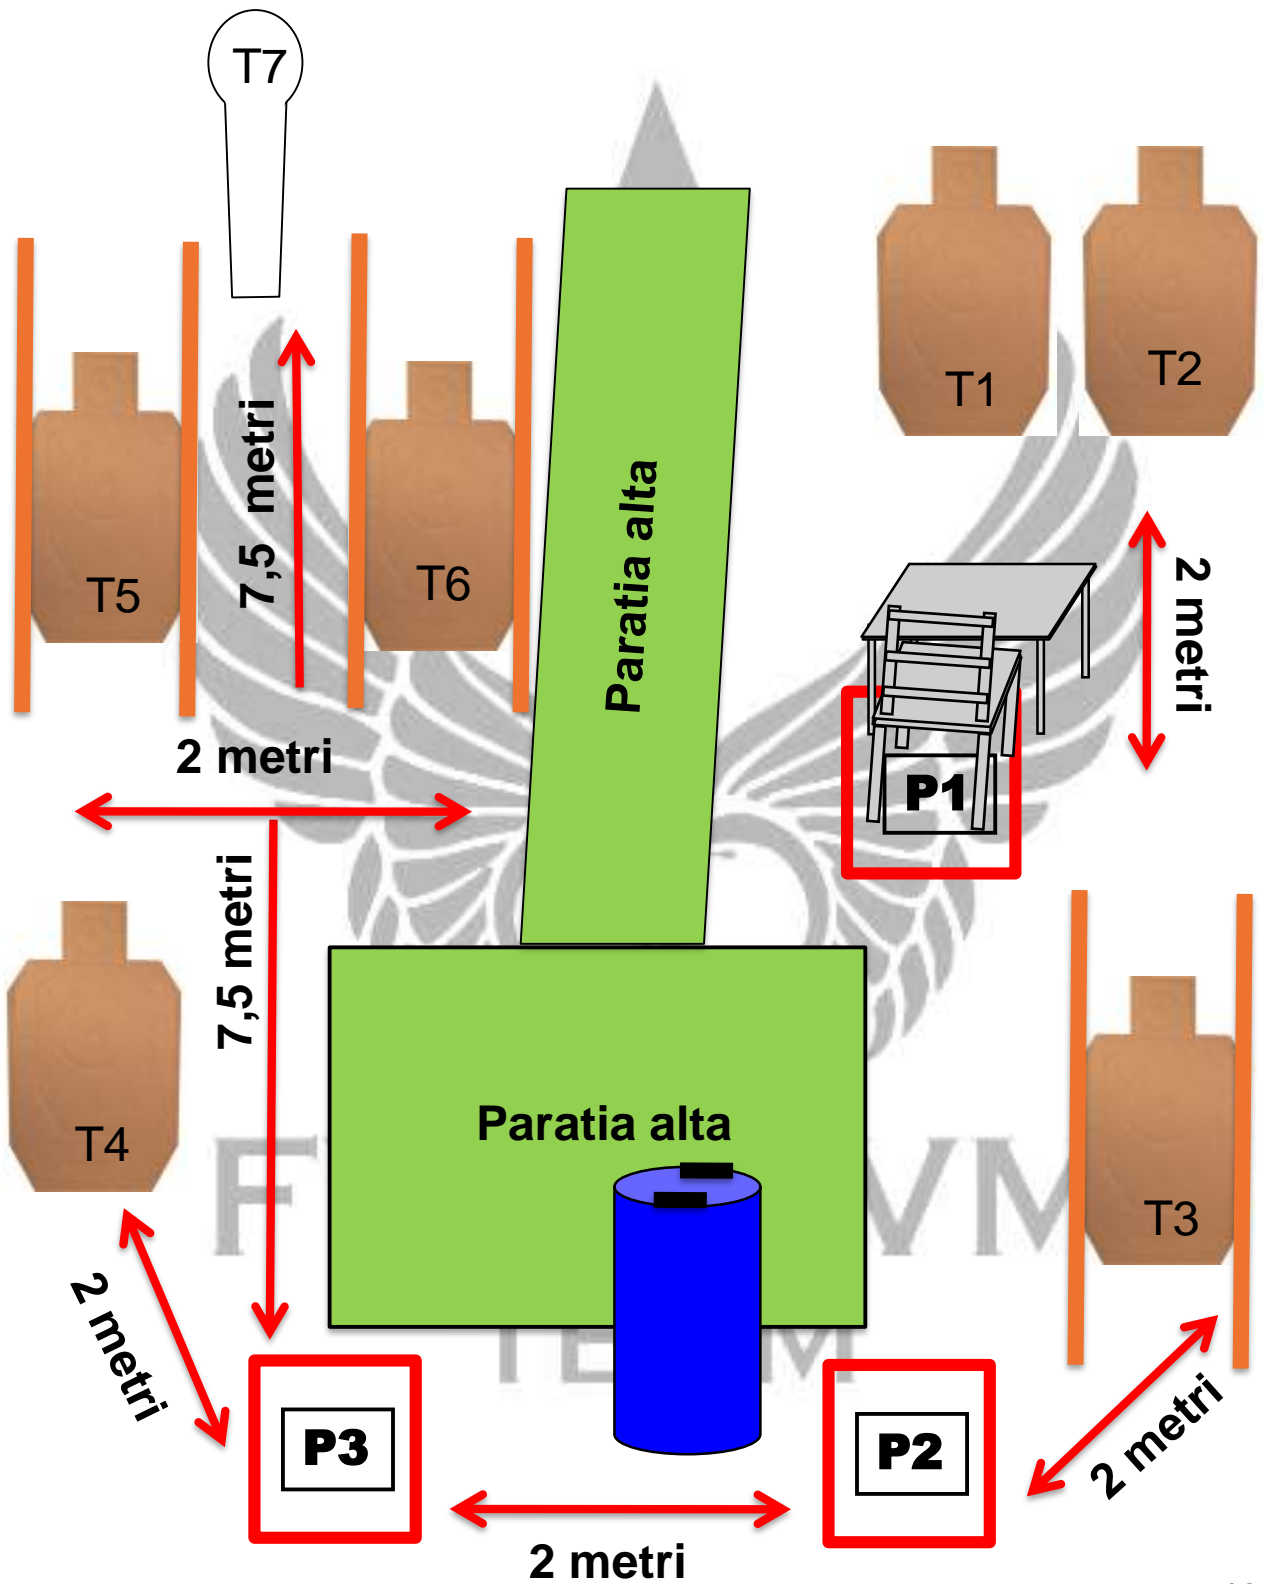 T7
T1
T2
7,5 metri
Paratia alta
T5
T6
2 metri
2 metri
P1
7,5 metri
T4
Paratia alta
T3
2 metri
P3
P2
2 metri
2 metri